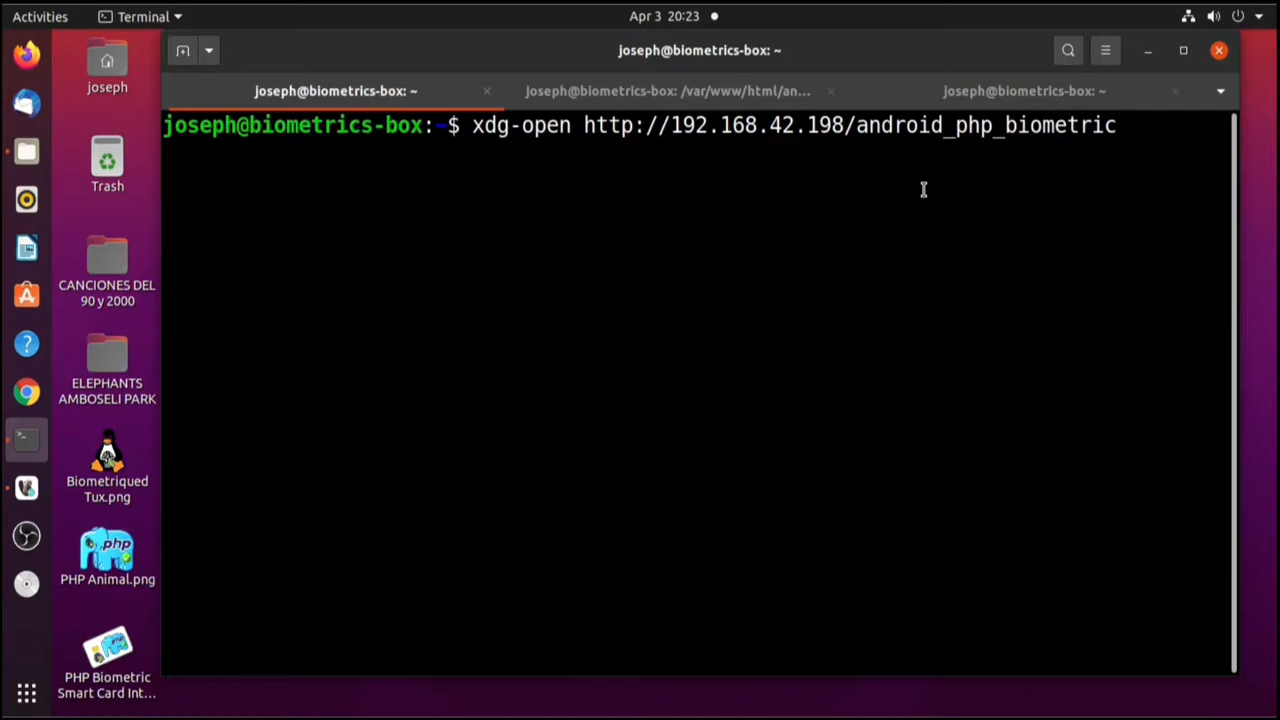 Activities
Terminal
Apr 3 20:23
joseph@biometrics-box: ~
joseph@biometrics-box: ~
joseph@biometrics-box: /var/www/html/an...
joseph@biometrics-box: ~
joseph@biometrics-box:~$ xdg-open http://192.168.42.198/android_php_biometric
joseph
Trash
CANCIONES DEL
90 y 2000
ELEPHANTS
AMBOSELI PARK
Biometriqued
Tux.png
php
PHP Animal.png
PHP Biometric
Smart Card Int...